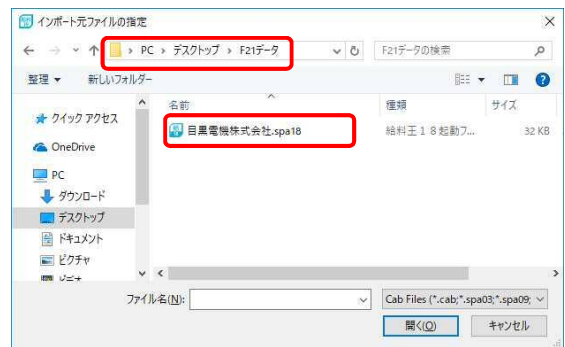 インポート元ファイルの指定
PC › デスクトップ › F21データ
F21データの検索
整理 新しいフォルダー
名前 種類 サイズ
クイック アクセス
目黒電機株式会社.spa18 給料王１８起動フ... 32 KB
OneDrive
PC
ダウンロード
デスクトップ
ドキュメント
ピクチャ
ビデオ
ファイル名(N):
Cab Files (*.cab;*.spa03;*.spa09;
開く(O) キャンセル